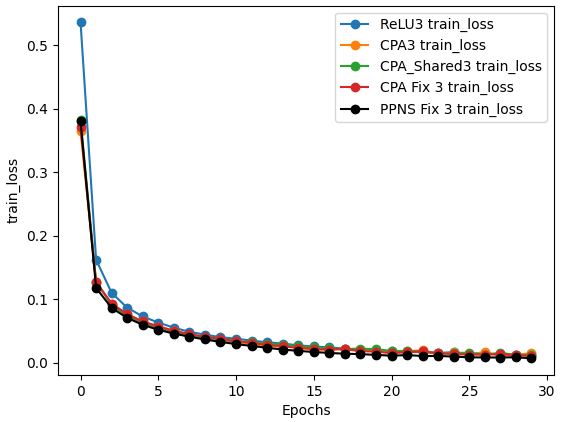 ReLU3 train_loss
CPA3 train_loss
CPA_Shared3 train_loss
CPA Fix 3 train_loss
PPNS Fix 3 train_loss
train_loss
0.5
0.4
0.3
0.2
0.1
0.0
0 5 10 15 20 25 30
Epochs